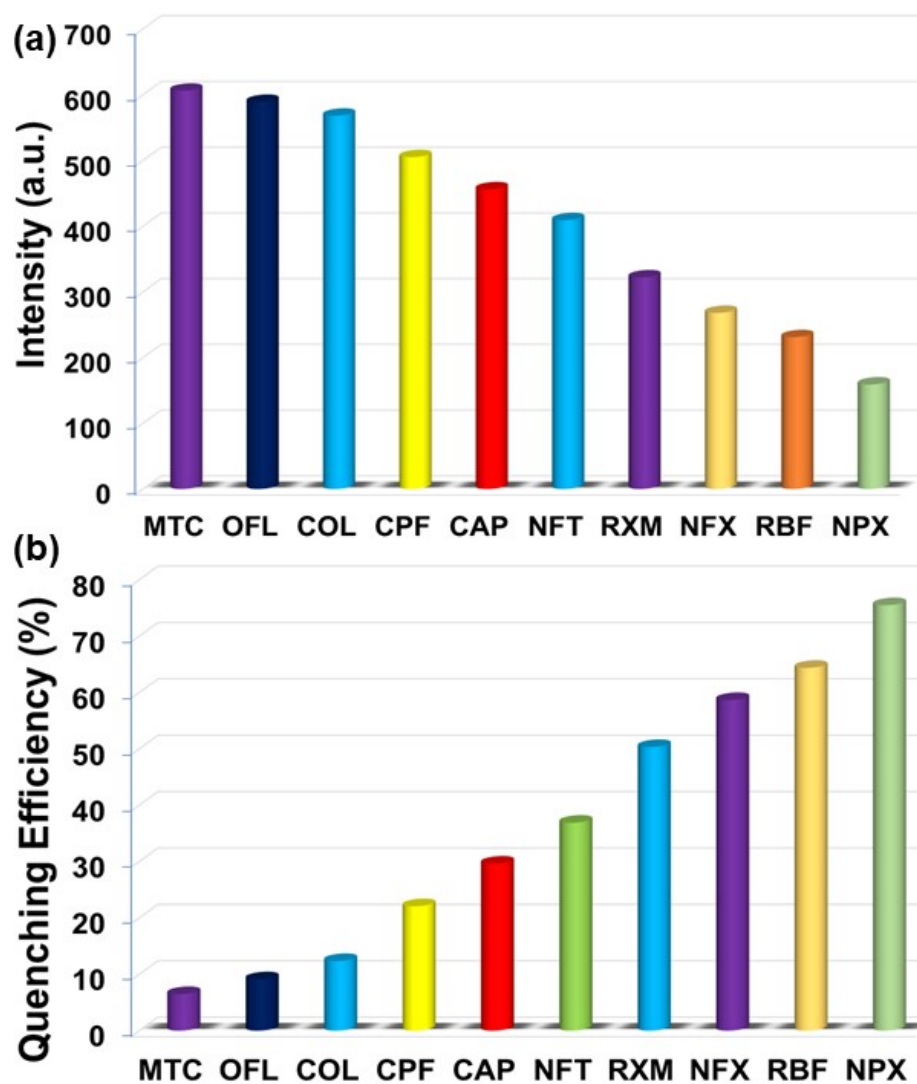 (a)
Intensity (a.u.)
700
600
500
400
300
200
100
0
MTC OFL COL CPF CAP NFT RXM NFX RBF NPX
(b)
Quenching Efficiency (%)
80
70
60
50
40
30
20
10
0
MTC OFL COL CPF CAP NFT RXM NFX RBF NPX